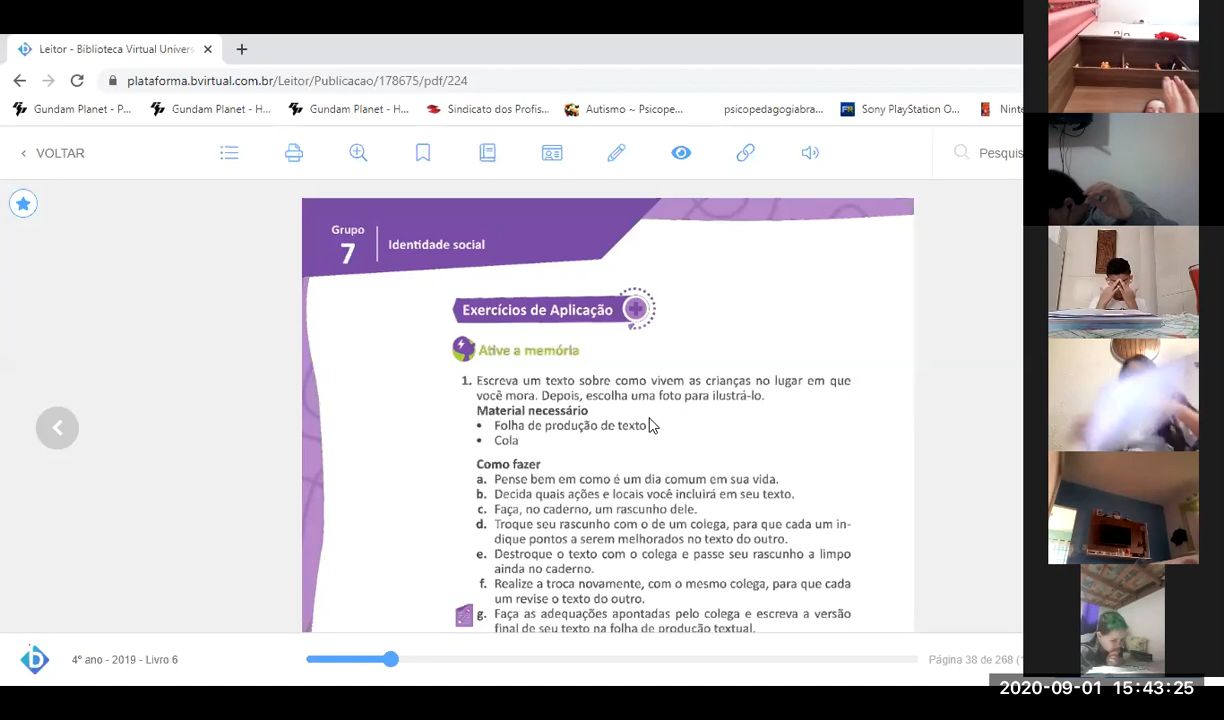 Leitor - Biblioteca Virtual Univers
plataforma.bvirtual.com.br/Leitor/Publicacao/178675/pdf/224
Gundam Planet - P... Gundam Planet - H... Gundam Planet - H... Sindicato dos Profis... Autismo ~ Psicope... psicopedagogiabra... Sony PlayStation O... Ninte
VOLTAR
Pesquis
Grupo
7
Identidade social
Exercícios de Aplicação
Ative a memória
1. Escreva um texto sobre como vivem as crianças no lugar em que
você mora. Depois, escolha uma foto para ilustrá-lo.
Material necessário
• Folha de produção de texto
• Cola
Como fazer
a. Pense bem em como é um dia comum em sua vida.
b. Decida quais ações e locais você incluirá em seu texto.
c. Faça, no caderno, um rascunho dele.
d. Troque seu rascunho com o de um colega, para que cada um in-
dique pontos a serem melhorados no texto do outro.
e. Destroque o texto com o colega e passe seu rascunho a limpo
ainda no caderno.
f. Realize a troca novamente, com o mesmo colega, para que cada
um revise o texto do outro.
g. Faça as adequações apontadas pelo colega e escreva a versão
final de seu texto na folha de produção textual.
4º ano - 2019 - Livro 6
Página 38 de 268 (1
2020-09-01 15:43:25